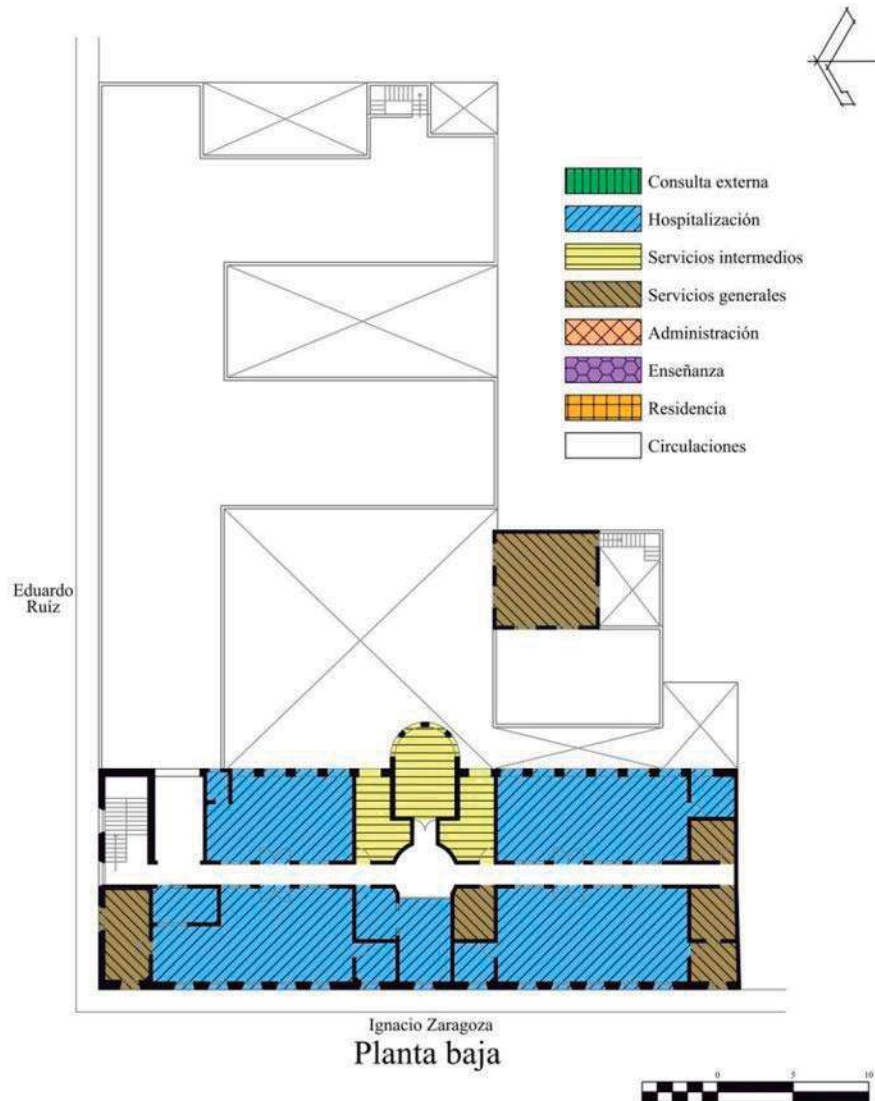 Consulta externa
Hospitalización
Servicios intermedios
Servicios generales
Administración
Enseñanza
Residencia
Circulaciones
Eduardo
Ruíz
Ignacio Zaragoza
Planta baja
0 5 10